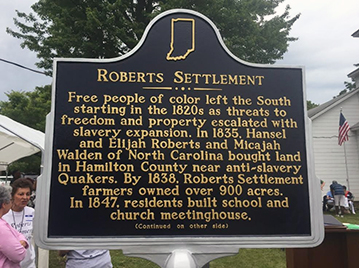 ROBERTS SETTLEMENT
Free people of color left the South
starting in the 1820s as threats to
freedom and property escalated with
slavery expansion. In 1835, Hansel
and Elijah Roberts and Micajah
Walden of North Carolina bought land
in Hamilton County near anti-slavery
Quakers. By 1838, Roberts Settlement
farmers owned over 900 acres.
In 1847, residents built school and
church meetinghouse.
(Continued on other side)